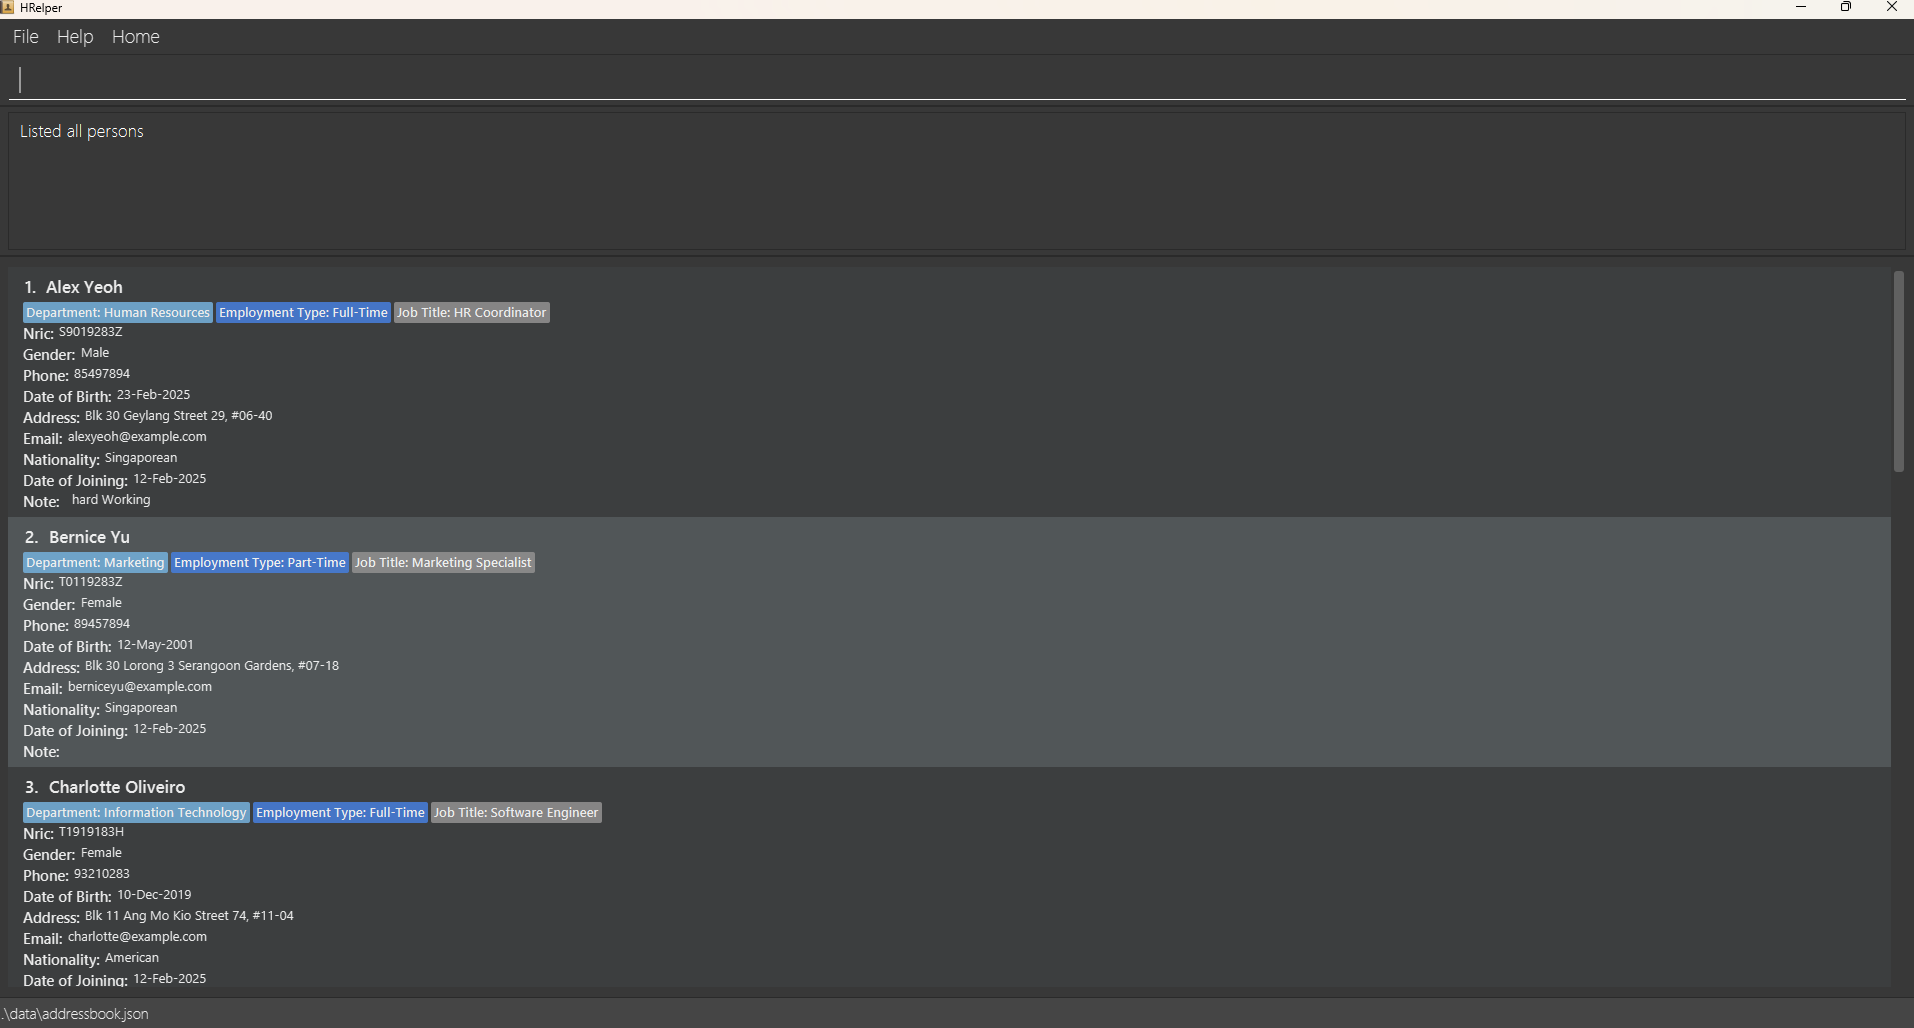 HRelper
File Help Home
Listed all persons
1. Alex Yeoh
Department: Human Resources Employment Type: Full-Time Job Title: HR Coordinator
Nric: S9019283Z
Gender: Male
Phone: 85497894
Date of Birth: 23-Feb-2025
Address: Blk 30 Geylang Street 29, #06-40
Email: alexyeoh@example.com
Nationality: Singaporean
Date of Joining: 12-Feb-2025
Note: hard Working
2. Bernice Yu
Department: Marketing Employment Type: Part-Time Job Title: Marketing Specialist
Nric: T0119283Z
Gender: Female
Phone: 89457894
Date of Birth: 12-May-2001
Address: Blk 30 Lorong 3 Serangoon Gardens, #07-18
Email: berniceyu@example.com
Nationality: Singaporean
Date of Joining: 12-Feb-2025
Note:
3. Charlotte Oliveiro
Department: Information Technology Employment Type: Full-Time Job Title: Software Engineer
Nric: T1919183H
Gender: Female
Phone: 93210283
Date of Birth: 10-Dec-2019
Address: Blk 11 Ang Mo Kio Street 74, #11-04
Email: charlotte@example.com
Nationality: American
Date of Joining: 12-Feb-2025
.\data\addressbook.json